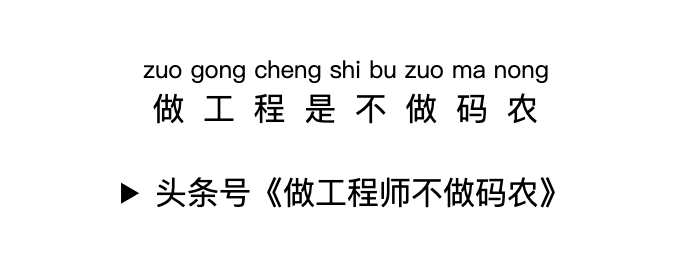 zuo gong cheng shi bu zuo ma nong
做 工 程 是 不 做 码 农
▶ 头条号《做工程师不做码农》